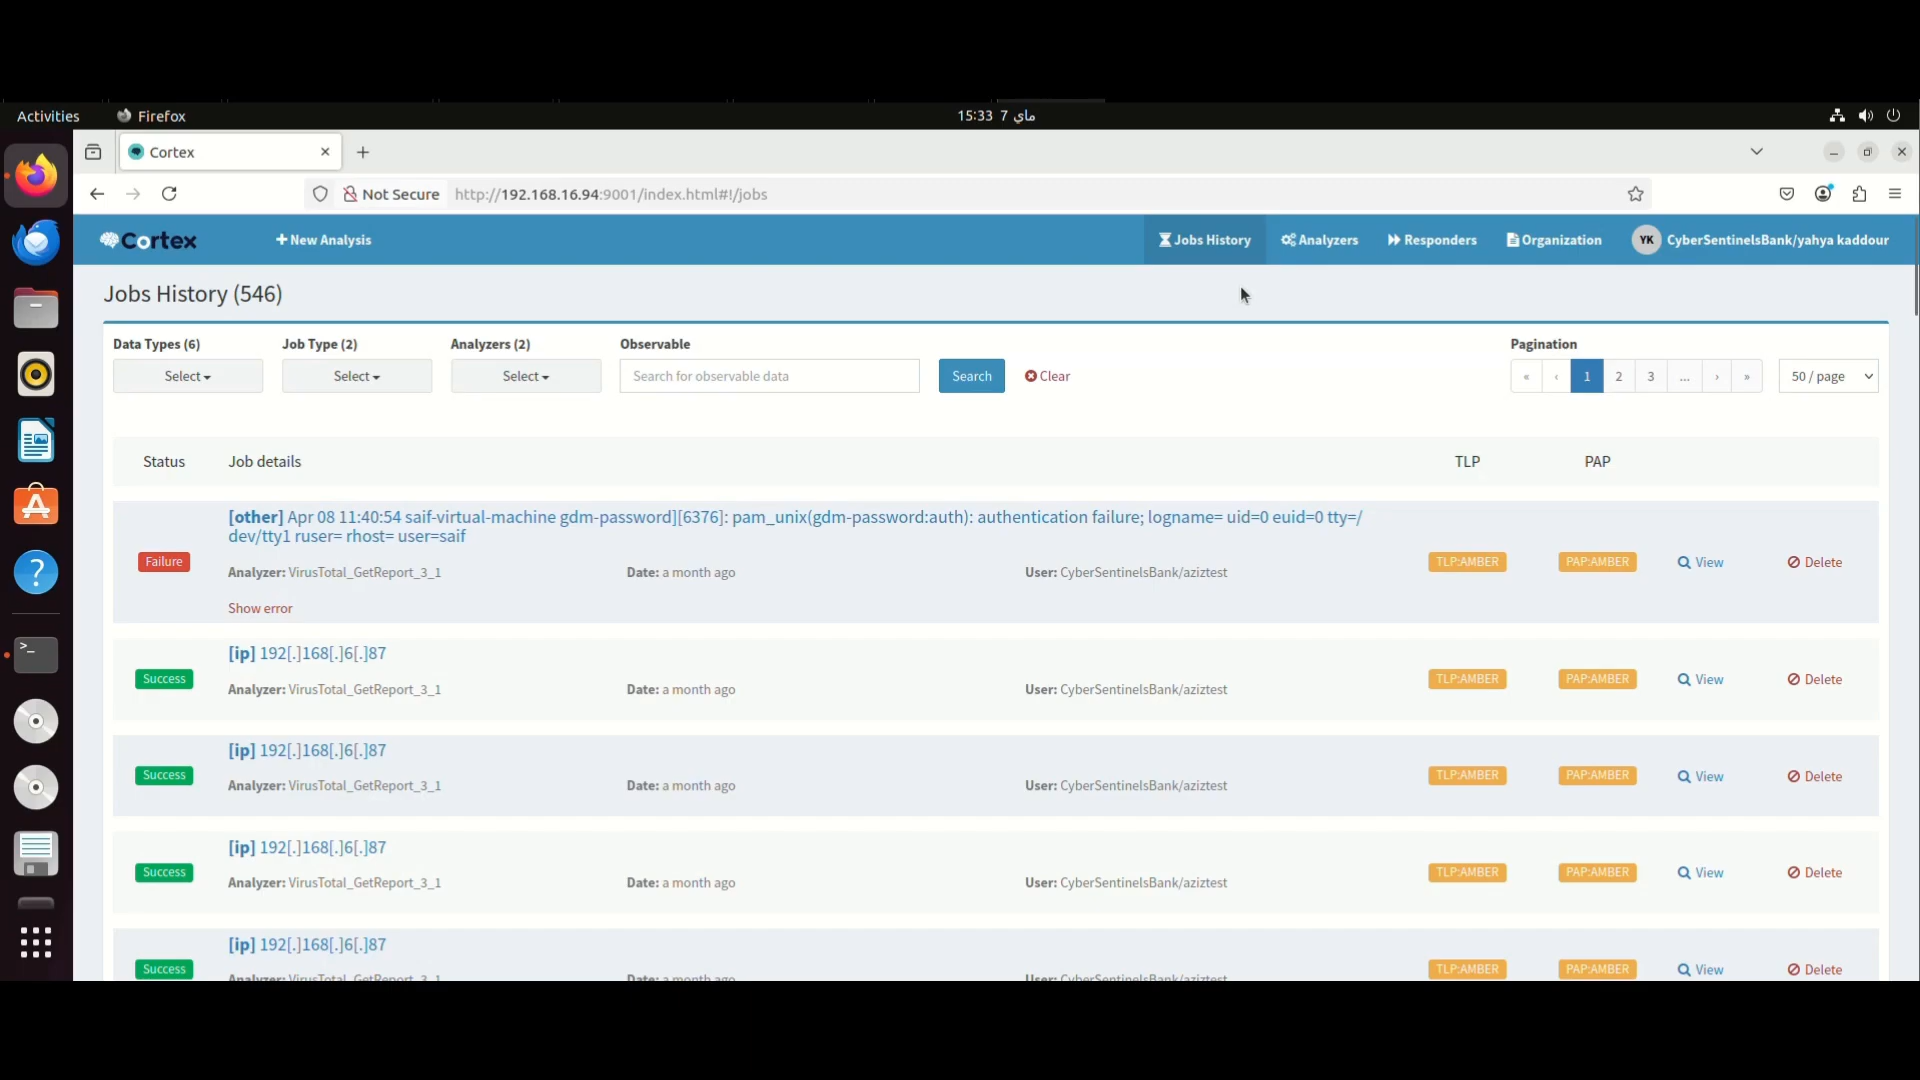 Activities Firefox 15:33 7 ماي
Cortex
Not Secure http://192.168.16.94:9001/index.html#!/jobs
Cortex New Analysis Jobs History Analyzers Responders Organization YK CyberSentinelsBank/yahya kaddour
Jobs History (546)
Data Types (6) Job Type (2) Analyzers (2) Observable Pagination
Select Select Select Search for observable data Search Clear « ‹ 1 2 3 ... › » 50 / page
Status Job details TLP PAP
[other] Apr 08 11:40:54 saif-virtual-machine gdm-password][6376]: pam_unix(gdm-password:auth): authentication failure; logname= uid=0 euid=0 tty=/
dev/tty1 ruser= rhost= user=saif
Failure TLP:AMBER PAP:AMBER View Delete
Analyzer: VirusTotal_GetReport_3_1 Date: a month ago User: CyberSentinelsBank/aziztest
Show error
[ip] 192[.]168[.]6[.]87
Success TLP:AMBER PAP:AMBER View Delete
Analyzer: VirusTotal_GetReport_3_1 Date: a month ago User: CyberSentinelsBank/aziztest
[ip] 192[.]168[.]6[.]87
Success TLP:AMBER PAP:AMBER View Delete
Analyzer: VirusTotal_GetReport_3_1 Date: a month ago User: CyberSentinelsBank/aziztest
[ip] 192[.]168[.]6[.]87
Success TLP:AMBER PAP:AMBER View Delete
Analyzer: VirusTotal_GetReport_3_1 Date: a month ago User: CyberSentinelsBank/aziztest
[ip] 192[.]168[.]6[.]87
Success TLP:AMBER PAP:AMBER View Delete
Analyzer: VirusTotal_GetReport_3_1 Date: a month ago User: CyberSentinelsBank/aziztest